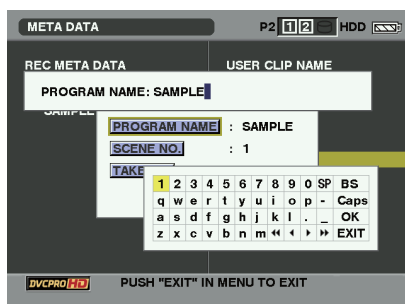 META DATA P2 1 2 HDD
REC META DATA USER CLIP NAME
PROGRAM NAME: SAMPLE
SAMPLE
PROGRAM NAME : SAMPLE
SCENE NO. : 1
TAKE
1 2 3 4 5 6 7 8 9 0 SP BS
q w e r t y u i o p - Caps
a s d f g h j k l . _ OK
z x c v b n m ◂◂ ◂ ▸ ▸▸ EXIT
DVCPRO HD PUSH "EXIT" IN MENU TO EXIT